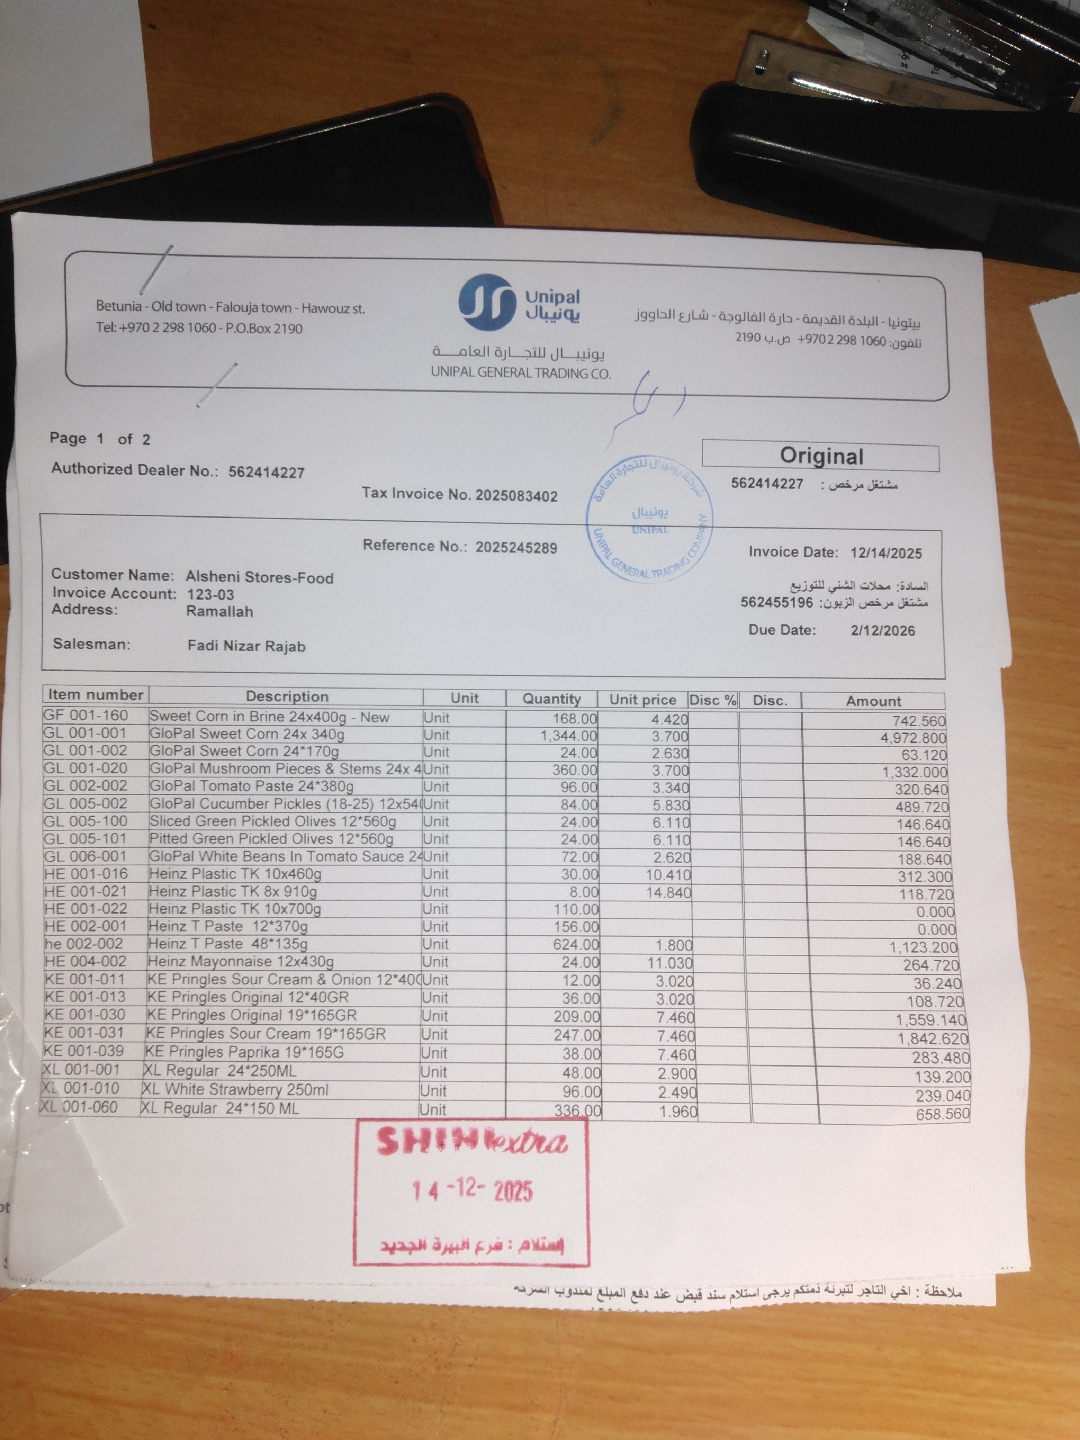 Betunia - Old town - Falouja town - Hawouz st.
Tel: +970 2 298 1060 - P.O.Box 2190
Unipal
يونيبال
يونيبـــال للتجــارة العامـــة
UNIPAL GENERAL TRADING CO.
بيتونيا - البلدة القديمة - حارة الفالوجة - شارع الحاووز
تلفون: 1060 298 2 970+ ص.ب 2190
Page 1 of 2
Authorized Dealer No.: 562414227
Original
مشتغل مرخص : 562414227
Tax Invoice No. 2025083402
شركة يونيبال للتجارة العامة
يونيبال
UNIPAL
UNIPAL GENERAL TRADING COMPANY
Reference No.: 2025245289
Invoice Date: 12/14/2025
Customer Name: Alsheni Stores-Food
Invoice Account: 123-03
Address: Ramallah
السادة: محلات الشني للتوزيع
مشتغل مرخص الزبون: 562455196
Salesman: Fadi Nizar Rajab
Due Date: 2/12/2026
Item number Description Unit Quantity Unit price Disc % Disc. Amount
GF 001-160 Sweet Corn in Brine 24x400g - New Unit 168.00 4.420 742.560
GL 001-001 GloPal Sweet Corn 24x 340g Unit 1,344.00 3.700 4,972.800
GL 001-002 GloPal Sweet Corn 24*170g Unit 24.00 2.630 63.120
GL 001-020 GloPal Mushroom Pieces & Stems 24x 4 Unit 360.00 3.700 1,332.000
GL 002-002 GloPal Tomato Paste 24*380g Unit 96.00 3.340 320.640
GL 005-002 GloPal Cucumber Pickles (18-25) 12x540 Unit 84.00 5.830 489.720
GL 005-100 Sliced Green Pickled Olives 12*560g Unit 24.00 6.110 146.640
GL 005-101 Pitted Green Pickled Olives 12*560g Unit 24.00 6.110 146.640
GL 006-001 GloPal White Beans In Tomato Sauce 24 Unit 72.00 2.620 188.640
HE 001-016 Heinz Plastic TK 10x460g Unit 30.00 10.410 312.300
HE 001-021 Heinz Plastic TK 8x 910g Unit 8.00 14.840 118.720
HE 001-022 Heinz Plastic TK 10x700g Unit 110.00 0.000
HE 002-001 Heinz T Paste 12*370g Unit 156.00 0.000
he 002-002 Heinz T Paste 48*135g Unit 624.00 1.800 1,123.200
HE 004-002 Heinz Mayonnaise 12x430g Unit 24.00 11.030 264.720
KE 001-011 KE Pringles Sour Cream & Onion 12*40G Unit 12.00 3.020 36.240
KE 001-013 KE Pringles Original 12*40GR Unit 36.00 3.020 108.720
KE 001-030 KE Pringles Original 19*165GR Unit 209.00 7.460 1,559.140
KE 001-031 KE Pringles Sour Cream 19*165GR Unit 247.00 7.460 1,842.620
KE 001-039 KE Pringles Paprika 19*165G Unit 38.00 7.460 283.480
XL 001-001 XL Regular 24*250ML Unit 48.00 2.900 139.200
XL 001-010 XL White Strawberry 250ml Unit 96.00 2.490 239.040
XL 001-060 XL Regular 24*150 ML Unit 336.00 1.960 658.560
SHINI extra
14-12-2025
إستلام : فرع البيرة الجديد
ملاحظة : اخي التاجر لتبرئة ذمتكم يرجى استلام سند قبض عند دفع المبلغ لمندوب الشركة